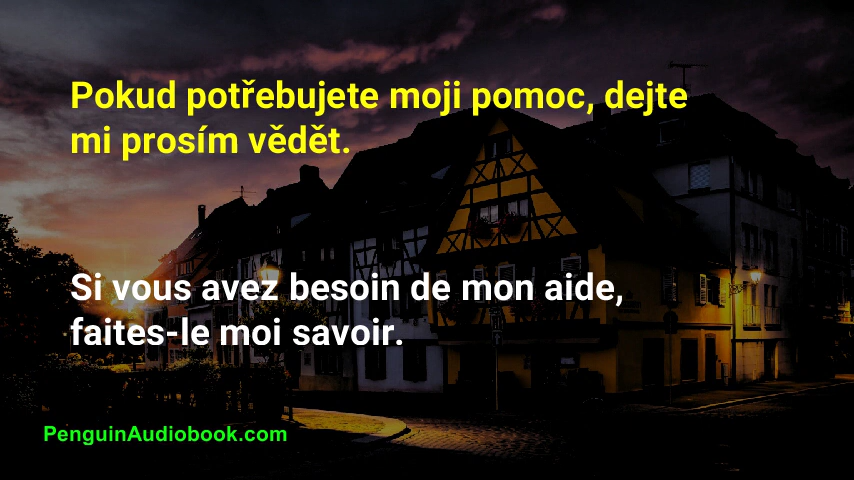 Pokud potřebujete moji pomoc, dejte
mi prosím vědět.
Si vous avez besoin de mon aide,
faites-le moi savoir.
PenguinAudiobook.com